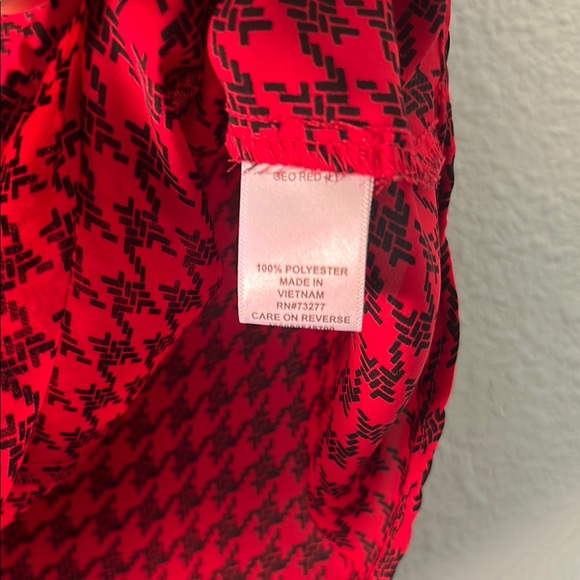 GEO RED (L)
100% POLYESTER
MADE IN
VIETNAM
RN#73277
CARE ON REVERSE